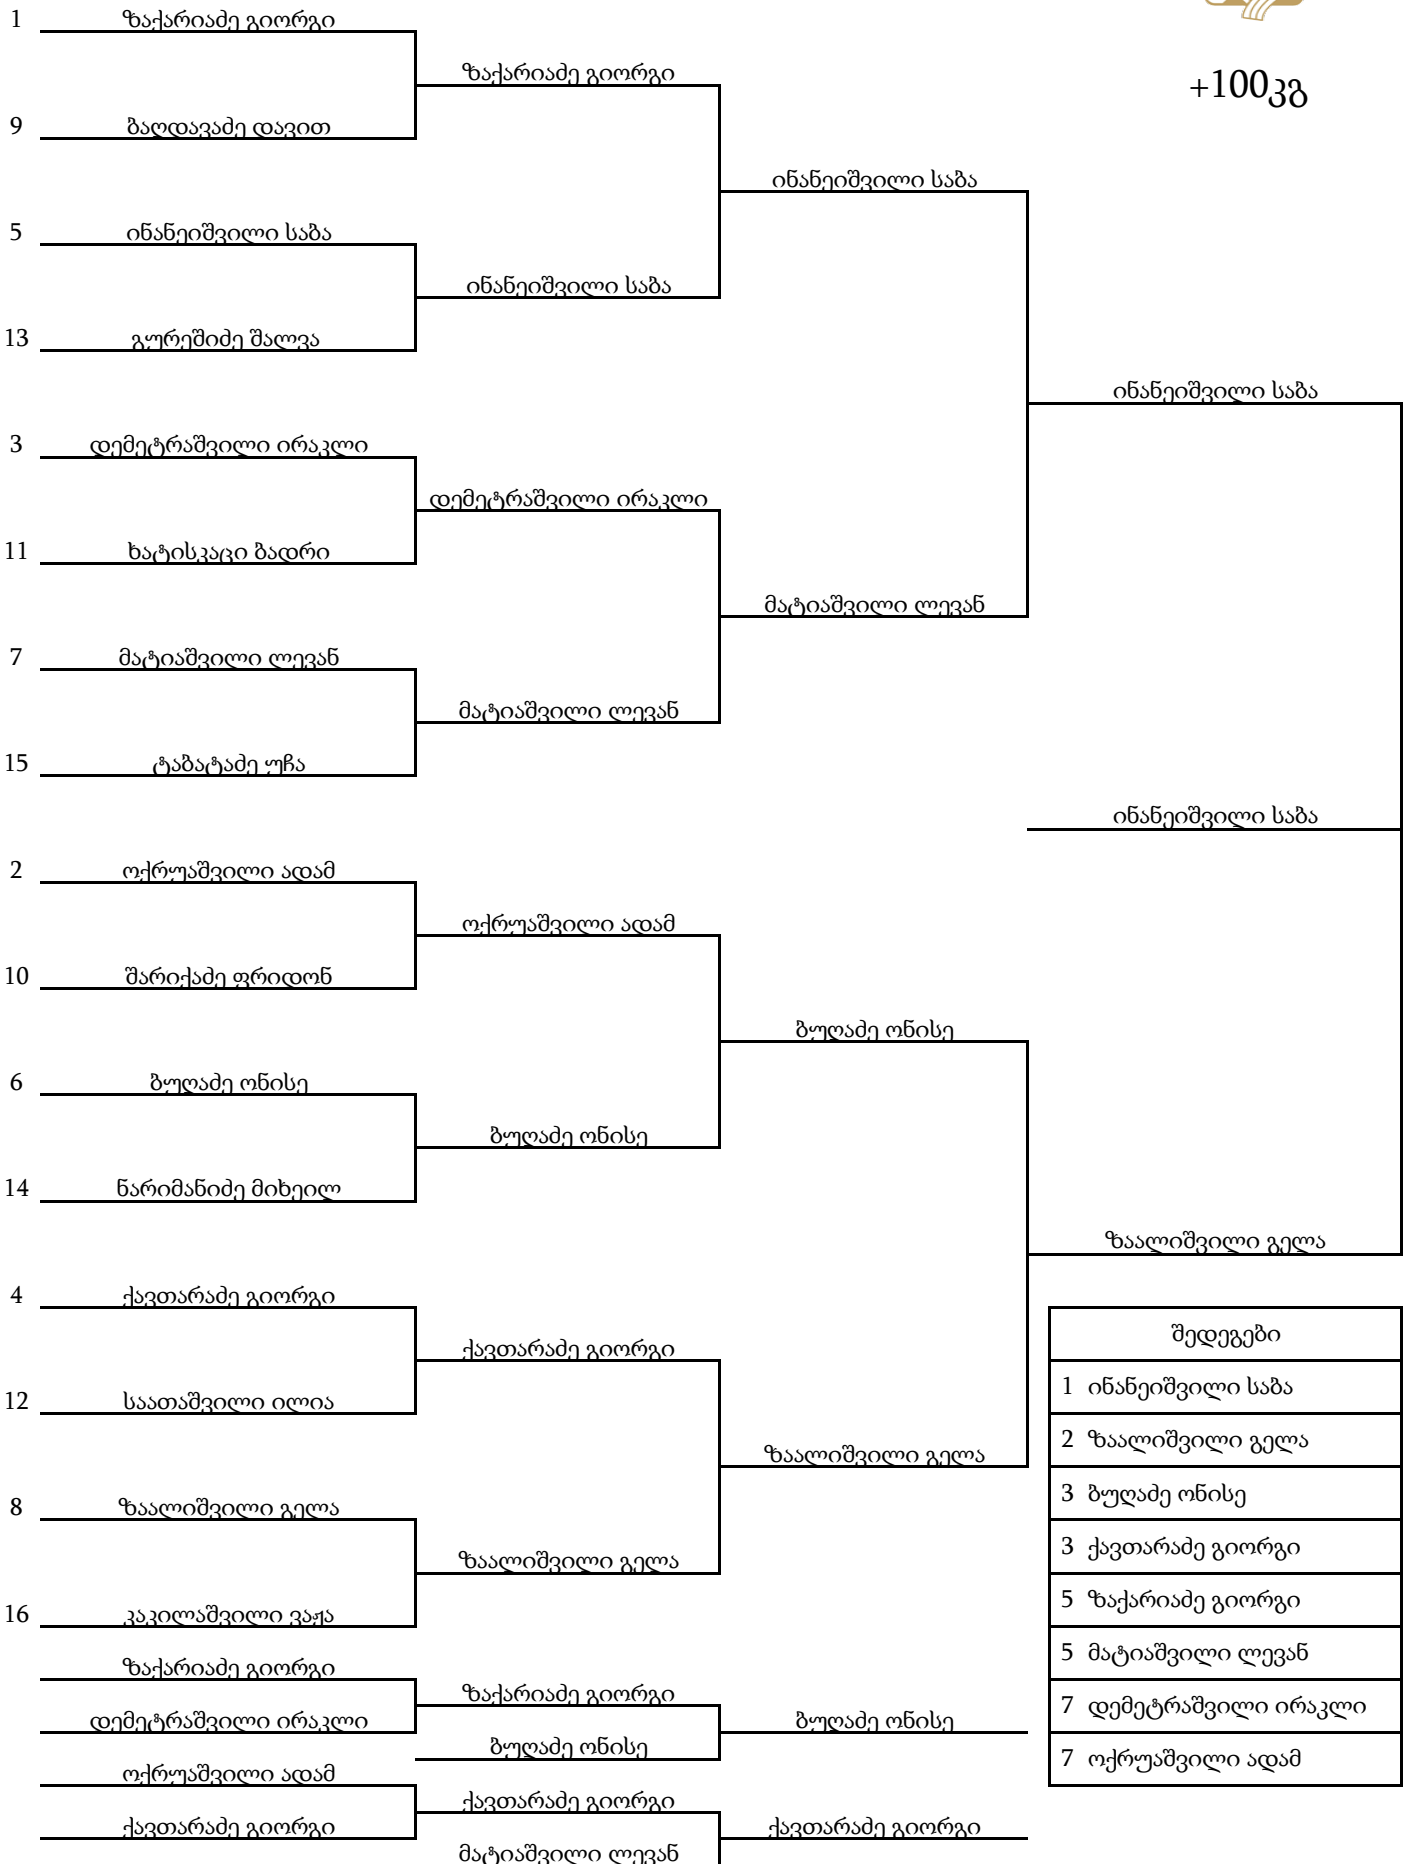 1 ზაქარიაძე გიორგი
ზაქარიაძე გიორგი
+100კგ
9 ბაღდავაძე დავით
ინანეიშვილი საბა
5 ინანეიშვილი საბა
ინანეიშვილი საბა
13 გურეშიძე შალვა
ინანეიშვილი საბა
3 დემეტრაშვილი ირაკლი
დემეტრაშვილი ირაკლი
11 ხატისკაცი ბადრი
მატიაშვილი ლევან
7 მატიაშვილი ლევან
მატიაშვილი ლევან
15 ტაბატაძე უჩა
ინანეიშვილი საბა
2 ოქრუაშვილი ადამ
ოქრუაშვილი ადამ
10 შარიქაძე ფრიდონ
ბუღაძე ონისე
6 ბუღაძე ონისე
ბუღაძე ონისე
14 ნარიმანიძე მიხეილ
ზაალიშვილი გელა
4 ქავთარაძე გიორგი
ქავთარაძე გიორგი
12 საათაშვილი ილია
ზაალიშვილი გელა
8 ზაალიშვილი გელა
ზაალიშვილი გელა
16 კაკილაშვილი ვაჟა
ზაქარიაძე გიორგი
ზაქარიაძე გიორგი
დემეტრაშვილი ირაკლი
ბუღაძე ონისე
ბუღაძე ონისე
ოქრუაშვილი ადამ
ქავთარაძე გიორგი
ქავთარაძე გიორგი
ქავთარაძე გიორგი
მატიაშვილი ლევან
შედეგები
1 ინანეიშვილი საბა
2 ზაალიშვილი გელა
3 ბუღაძე ონისე
3 ქავთარაძე გიორგი
5 ზაქარიაძე გიორგი
5 მატიაშვილი ლევან
7 დემეტრაშვილი ირაკლი
7 ოქრუაშვილი ადამ